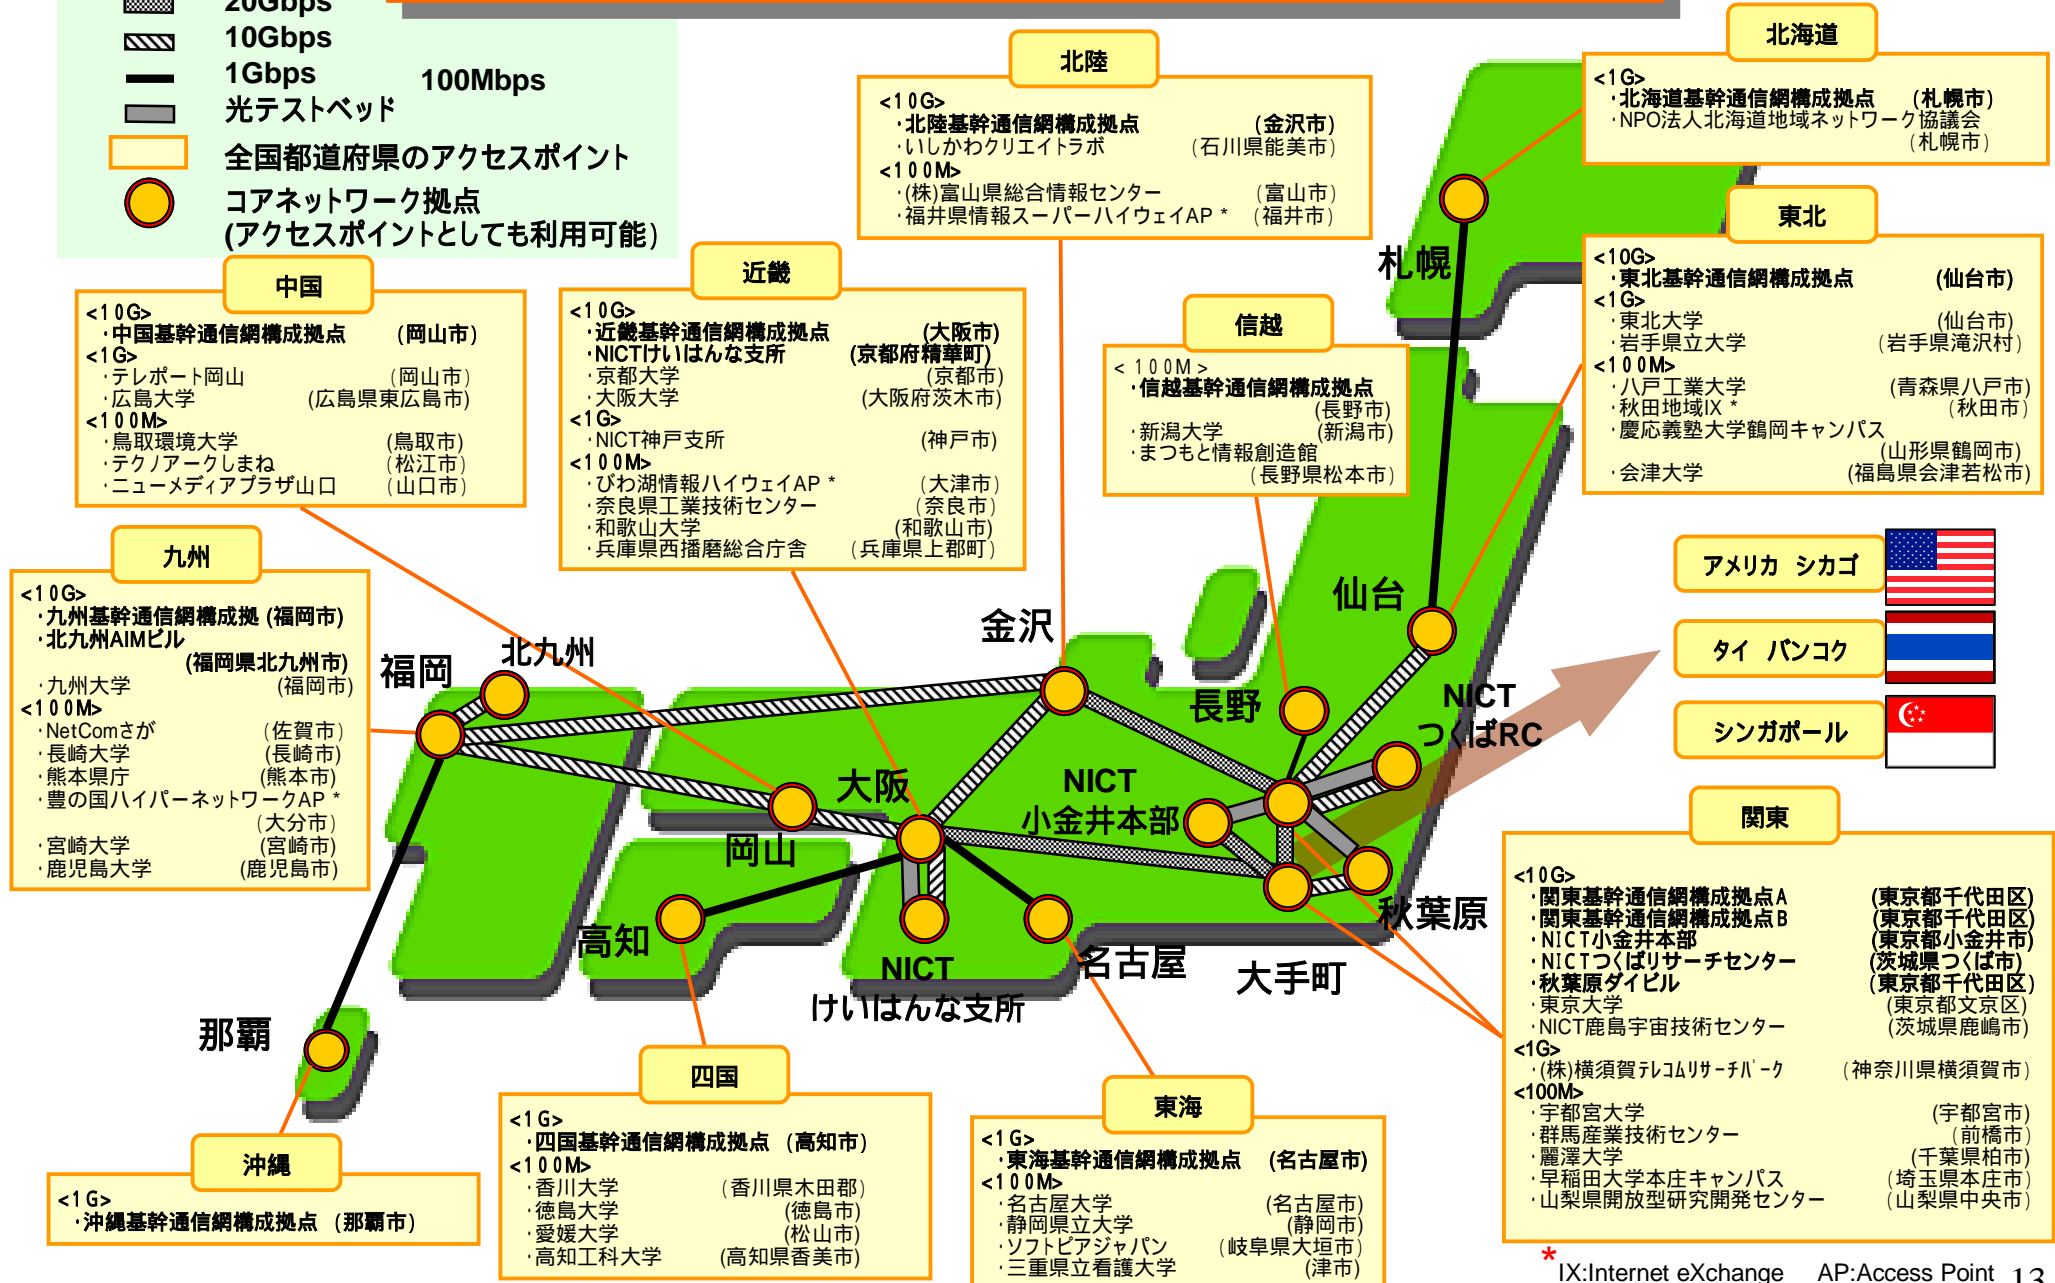 20Gbps
10Gbps
1Gbps 100Mbps
光テストベッド
全国都道府県のアクセスポイント
コアネットワーク拠点
(アクセスポイントとしても利用可能)
北海道
<1G>
・北海道基幹通信網構成拠点 (札幌市)
・NPO法人北海道地域ネットワーク協議会
(札幌市)
北陸
<10G>
・北陸基幹通信網構成拠点 (金沢市)
・いしかわクリエイトラボ (石川県能美市)
<100M>
・(株)富山県総合情報センター (富山市)
・福井県情報スーパーハイウェイAP * (福井市)
東北
<10G>
・東北基幹通信網構成拠点 (仙台市)
<1G>
・東北大学 (仙台市)
・岩手県立大学 (岩手県滝沢村)
<100M>
・八戸工業大学 (青森県八戸市)
・秋田地域IX * (秋田市)
・慶応義塾大学鶴岡キャンパス
(山形県鶴岡市)
・会津大学 (福島県会津若松市)
中国
<10G>
・中国基幹通信網構成拠点 (岡山市)
<1G>
・テレポート岡山 (岡山市)
・広島大学 (広島県東広島市)
<100M>
・鳥取環境大学 (鳥取市)
・テクノアークしまね (松江市)
・ニューメディアプラザ山口 (山口市)
近畿
<10G>
・近畿基幹通信網構成拠点 (大阪市)
・NICTけいはんな支所 (京都府精華町)
・京都大学 (京都市)
・大阪大学 (大阪府茨木市)
<1G>
・NICT神戸支所 (神戸市)
<100M>
・びわ湖情報ハイウェイAP * (大津市)
・奈良県工業技術センター (奈良市)
・和歌山大学 (和歌山市)
・兵庫県西播磨総合庁舎 (兵庫県上郡町)
信越
<100M>
・信越基幹通信網構成拠点
(長野市)
・新潟大学 (新潟市)
・まつもと情報創造館
(長野県松本市)
九州
<10G>
・九州基幹通信網構成拠 (福岡市)
・北九州AIMビル
(福岡県北九州市)
・九州大学 (福岡市)
<100M>
・NetComさが (佐賀市)
・長崎大学 (長崎市)
・熊本県庁 (熊本市)
・豊の国ハイパーネットワークAP *
(大分市)
・宮崎大学 (宮崎市)
・鹿児島大学 (鹿児島市)
札幌
仙台
金沢
長野
NICT
つくばRC
福岡
北九州
大阪
岡山
NICT
小金井本部
高知
NICT
けいはんな支所
名古屋
大手町
秋葉原
那覇
アメリカ シカゴ
タイ バンコク
シンガポール
関東
<10G>
・関東基幹通信網構成拠点A (東京都千代田区)
・関東基幹通信網構成拠点B (東京都千代田区)
・NICT小金井本部 (東京都小金井市)
・NICTつくばリサーチセンター (茨城県つくば市)
・秋葉原ダイビル (東京都千代田区)
・東京大学 (東京都文京区)
・NICT鹿島宇宙技術センター (茨城県鹿嶋市)
<1G>
・(株)横須賀テレコムリサーチパーク (神奈川県横須賀市)
<100M>
・宇都宮大学 (宇都宮市)
・群馬産業技術センター (前橋市)
・麗澤大学 (千葉県柏市)
・早稲田大学本庄キャンパス (埼玉県本庄市)
・山梨県開放型研究開発センター (山梨県中央市)
沖縄
<1G>
・沖縄基幹通信網構成拠点 (那覇市)
四国
<1G>
・四国基幹通信網構成拠点 (高知市)
<100M>
・香川大学 (香川県木田郡)
・徳島大学 (徳島市)
・愛媛大学 (松山市)
・高知工科大学 (高知県香美市)
東海
<1G>
・東海基幹通信網構成拠点 (名古屋市)
<100M>
・名古屋大学 (名古屋市)
・静岡県立大学 (静岡市)
・ソフトピアジャパン (岐阜県大垣市)
・三重県立看護大学 (津市)
* IX:Internet eXchange AP:Access Point 13